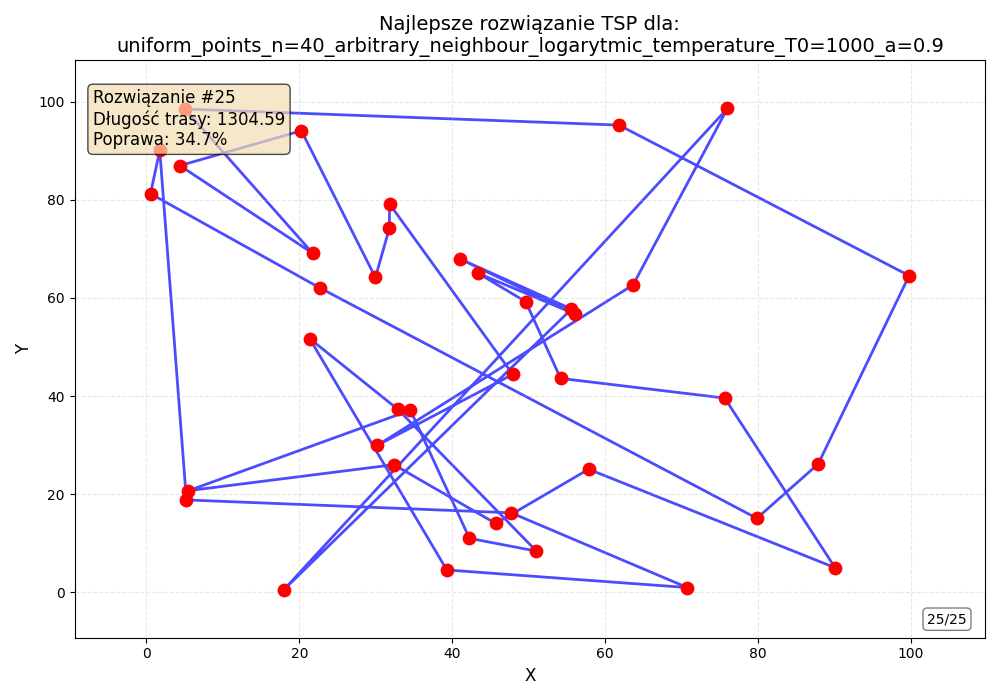 Najlepsze rozwiązanie TSP dla:
uniform_points_n=40_arbitrary_neighbour_logarytmic_temperature_T0=1000_a=0.9
Rozwiązanie #25
Długość trasy: 1304.59
Poprawa: 34.7%
100
80
60
40
20
0
Y
25/25
0 20 40 60 80 100
X